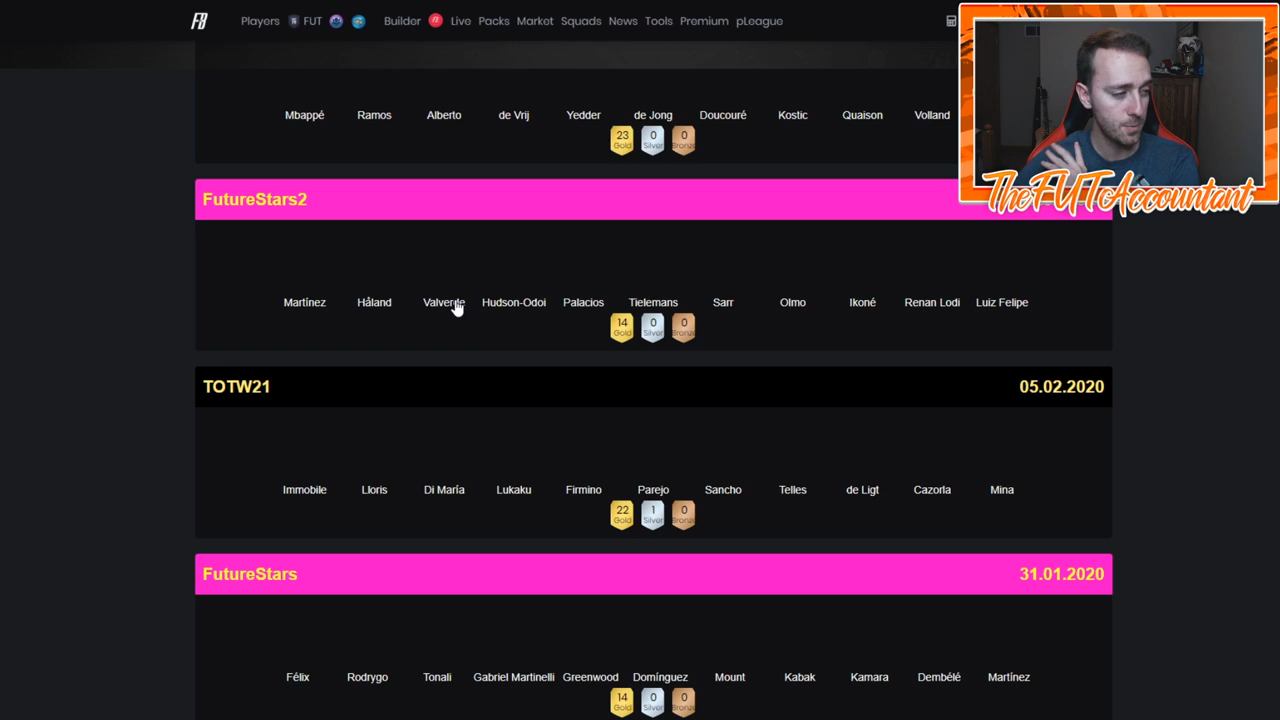 FB Players FUT Builder Live Packs Market Squads News Tools Premium pLeague
TheFUTAccountant
Mbappé Ramos Alberto de Vrij Yedder de Jong Doucouré Kostic Quaison Volland
23 0 0
Gold Silver Bronze
FutureStars2
Martínez Håland Valverde Hudson-Odoi Palacios Tielemans Sarr Olmo Ikoné Renan Lodi Luiz Felipe
14 0 0
Gold Silver Bronze
TOTW21 05.02.2020
Immobile Lloris Di María Lukaku Firmino Parejo Sancho Telles de Ligt Cazorla Mina
22 1 0
Gold Silver Bronze
FutureStars 31.01.2020
Félix Rodrygo Tonali Gabriel Martinelli Greenwood Domínguez Mount Kabak Kamara Dembélé Martínez
14 0 0
Gold Silver Bronze